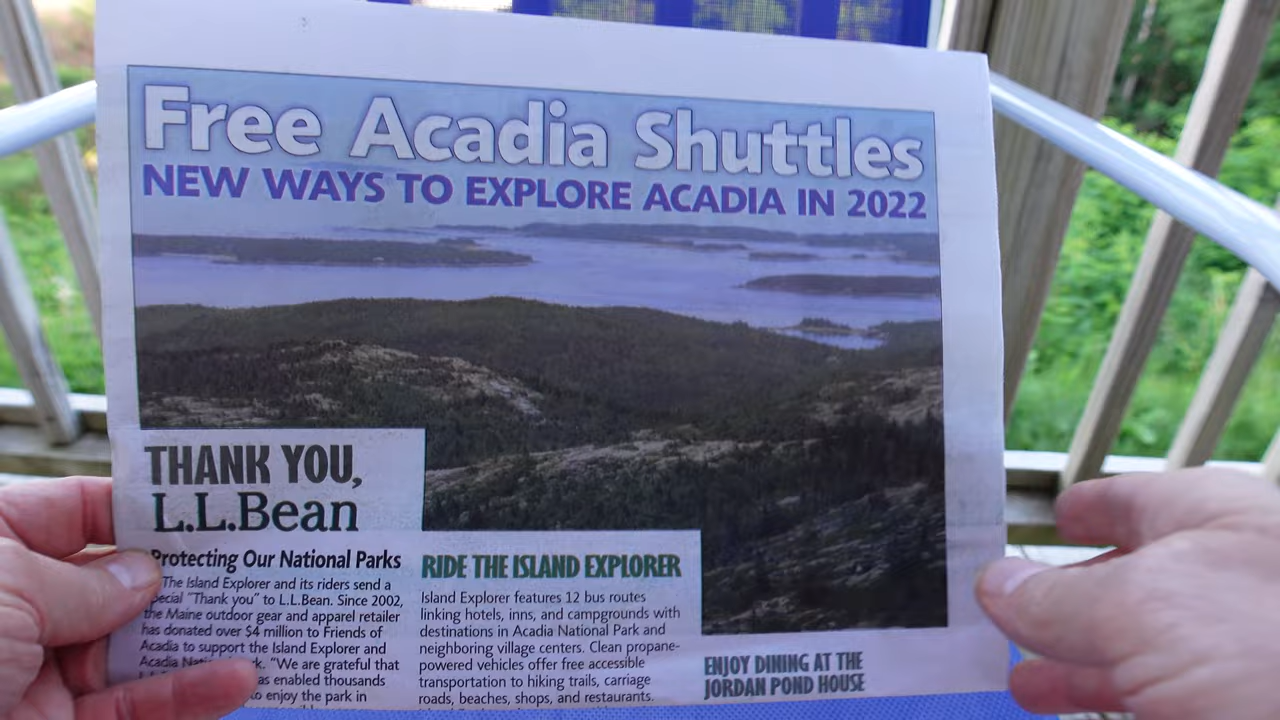 Free Acadia Shuttles
NEW WAYS TO EXPLORE ACADIA IN 2022
THANK YOU,
L.L.Bean
Protecting Our National Parks
The Island Explorer and its riders send a
special "Thank you" to L.L.Bean. Since 2002,
the Maine outdoor gear and apparel retailer
has donated over $4 million to Friends of
Acadia to support the Island Explorer and
Acadia "We are grateful that
as enabled thousands
to enjoy the park in
RIDE THE ISLAND EXPLORER
Island Explorer features 12 bus routes
linking hotels, inns, and campgrounds with
destinations in Acadia National Park and
neighboring village centers. Clean propane-
powered vehicles offer free accessible
transportation to hiking trails, carriage
roads, beaches, shops, and restaurants.
ENJOY DINING AT THE
JORDAN POND HOUSE